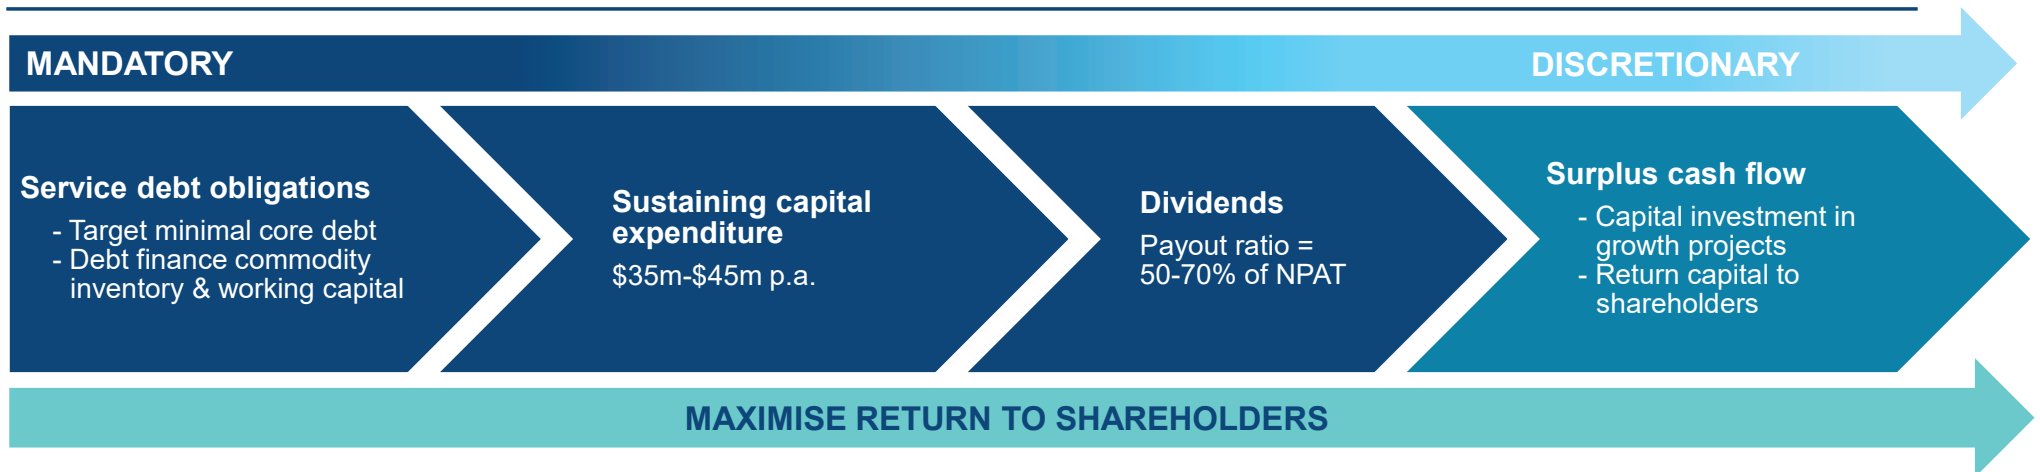 MANDATORY
DISCRETIONARY
Service debt obligations
- Target minimal core debt
- Debt finance commodity
inventory & working capital
Sustaining capital
expenditure
$35m-$45m p.a.
Dividends
Payout ratio =
50-70% of NPAT
Surplus cash flow
- Capital investment in
growth projects
- Return capital to
shareholders
MAXIMISE RETURN TO SHAREHOLDERS